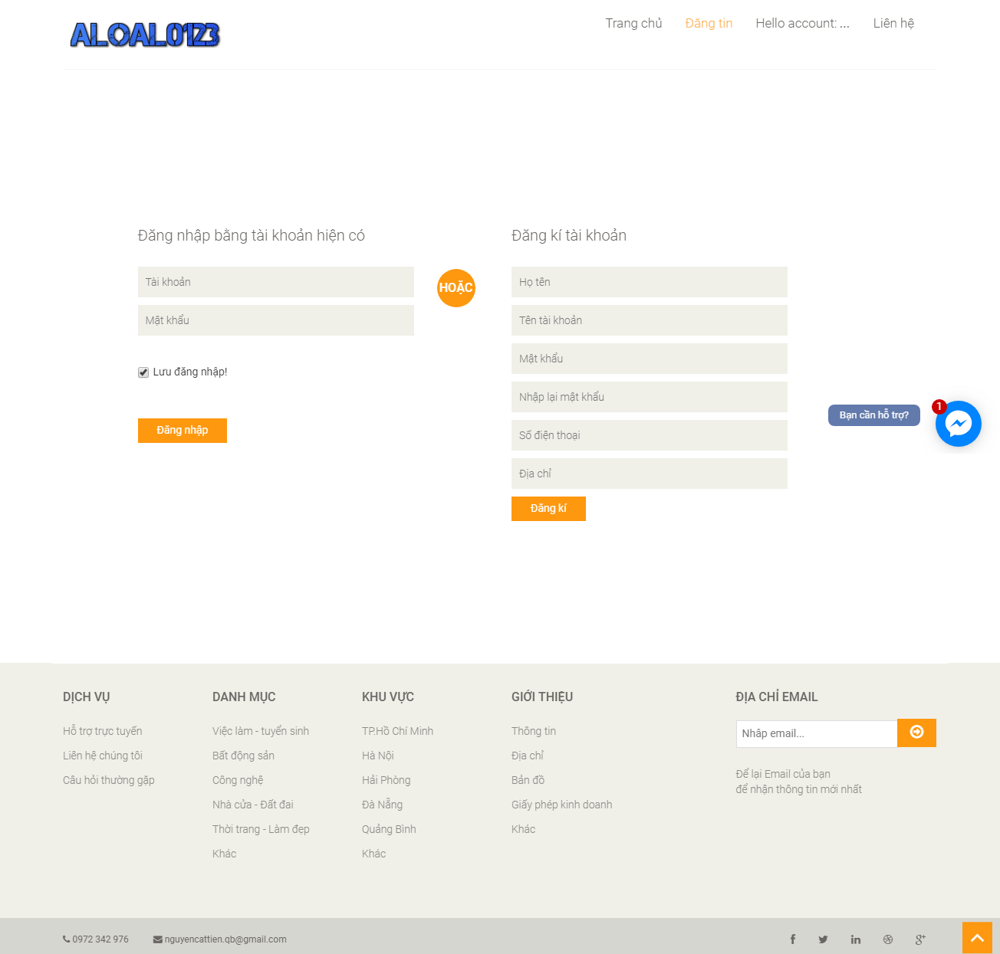 ALOAL0123
Trang chủ
Đăng tin
Hello account: ...
Liên hệ
Đăng nhập bằng tài khoản hiện có
Tài khoản
Mật khẩu
Lưu đăng nhập!
Đăng nhập
HOẶC
Đăng kí tài khoản
Họ tên
Tên tài khoản
Mật khẩu
Nhập lại mật khẩu
Số điện thoại
Địa chỉ
Đăng kí
Bạn cần hỗ trợ?
1
DỊCH VỤ
Hỗ trợ trực tuyến
Liên hệ chúng tôi
Câu hỏi thường gặp
DANH MỤC
Việc làm - tuyển sinh
Bất động sản
Công nghệ
Nhà cửa - Đất đai
Thời trang - Làm đẹp
Khác
KHU VỰC
TP.Hồ Chí Minh
Hà Nội
Hải Phòng
Đà Nẵng
Quảng Bình
Khác
GIỚI THIỆU
Thông tin
Địa chỉ
Bản đồ
Giấy phép kinh doanh
Khác
ĐỊA CHỈ EMAIL
Nhâp email...
Để lại Email của bạn
để nhận thông tin mới nhất
0972 342 976
nguyencattien.qb@gmail.com